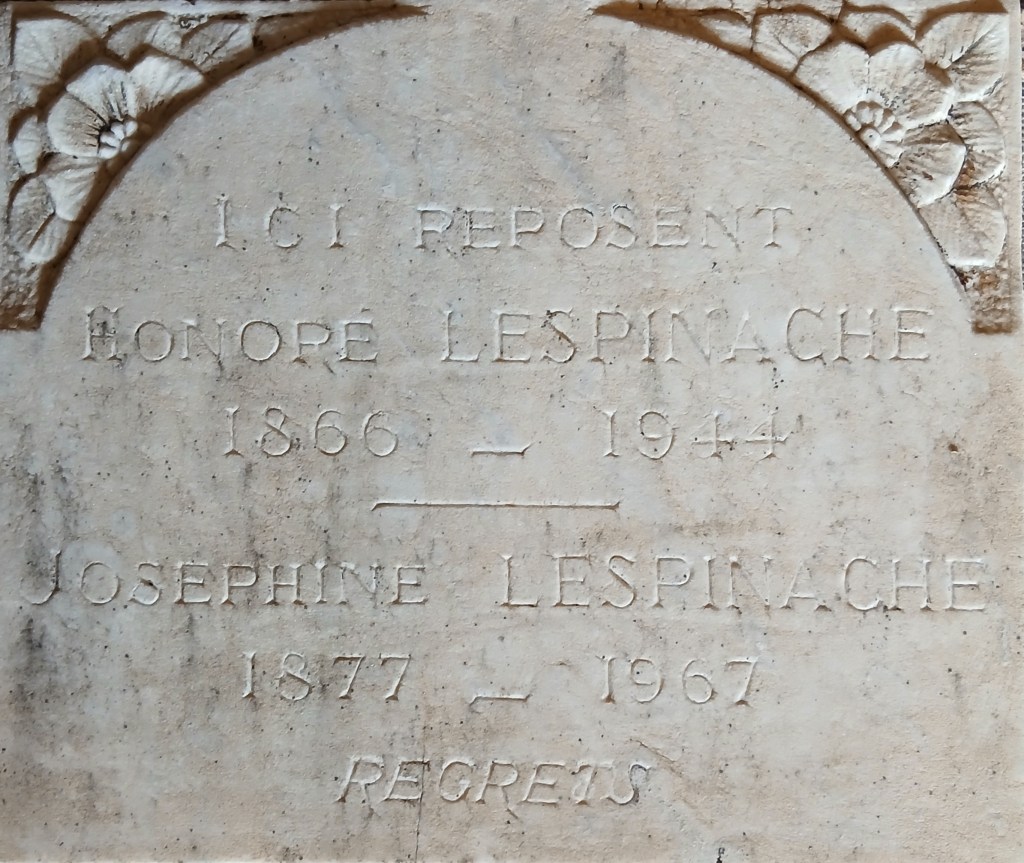 ICI REPOSENT
HONORÉ LESPINACHE
1866 - 1944
JOSEPHINE LESPINACHE
1877 - 1967
REGRETS